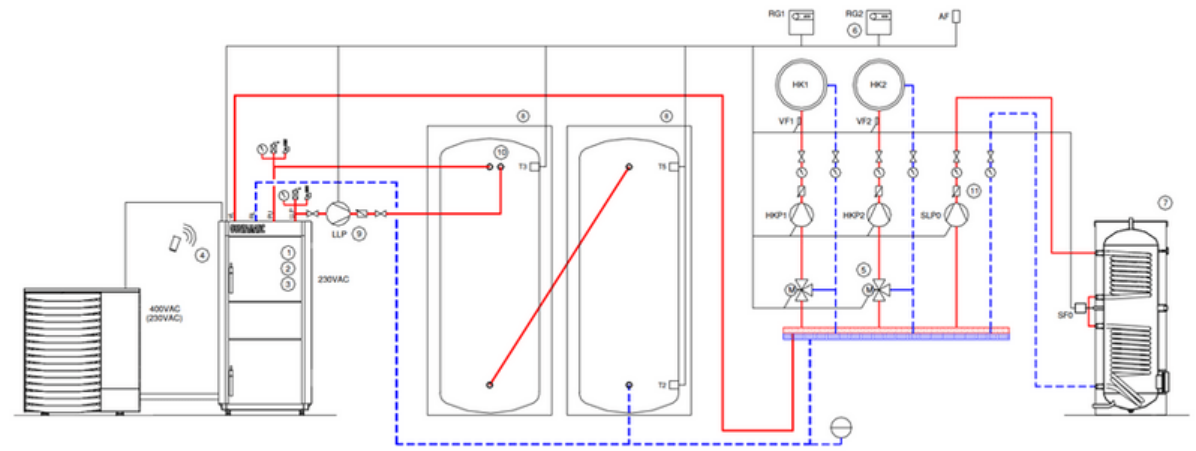 RG1
RG2
AF
6
HK1
HK2
VF1
VF2
8
8
10
T3
T5
11
HKP1
HKP2
SLP0
7
LLP
9
GUNTAMATIC
4
1
2
3
230VAC
400VAC
(230VAC)
5
M
M
SF0
T2